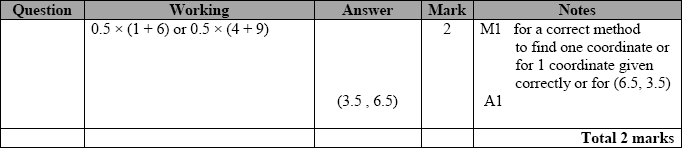 Question Working Answer Mark Notes
0.5 × (1 + 6) or 0.5 × (4 + 9) 2 M1 for a correct method
to find one coordinate or
for 1 coordinate given
correctly or for (6.5, 3.5)
(3.5 , 6.5) A1
Total 2 marks